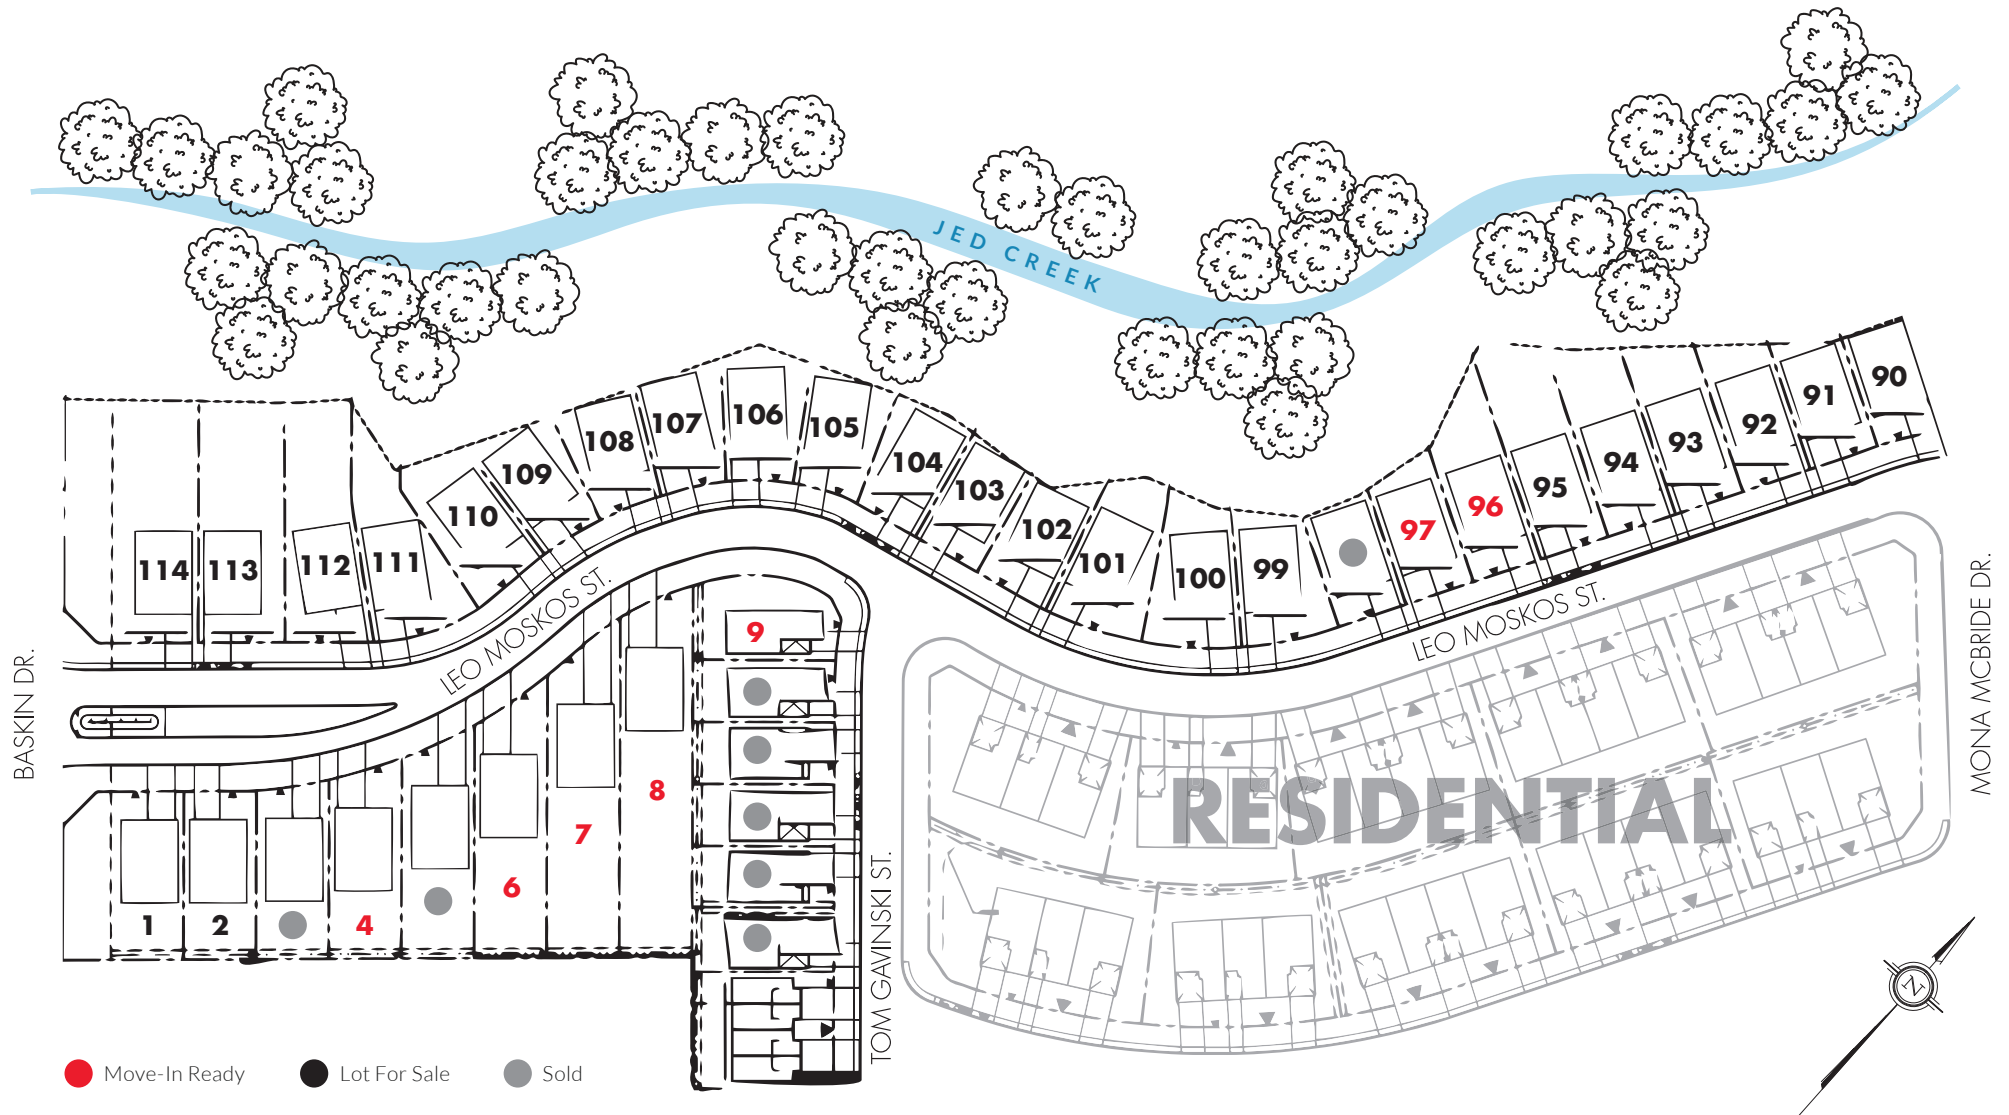 JED CREEK
90
91
92
93
94
95
96
97
99
100
101
102
103
104
105
106
107
108
109
110
111
112
113
114
LEO MOSKOS ST.
LEO MOSKOS ST.
BASKIN DR.
MONA MCBRIDE DR.
TOM GAVINSKI ST.
1
2
4
6
7
8
9
RESIDENTIAL
N
Move-In Ready
Lot For Sale
Sold